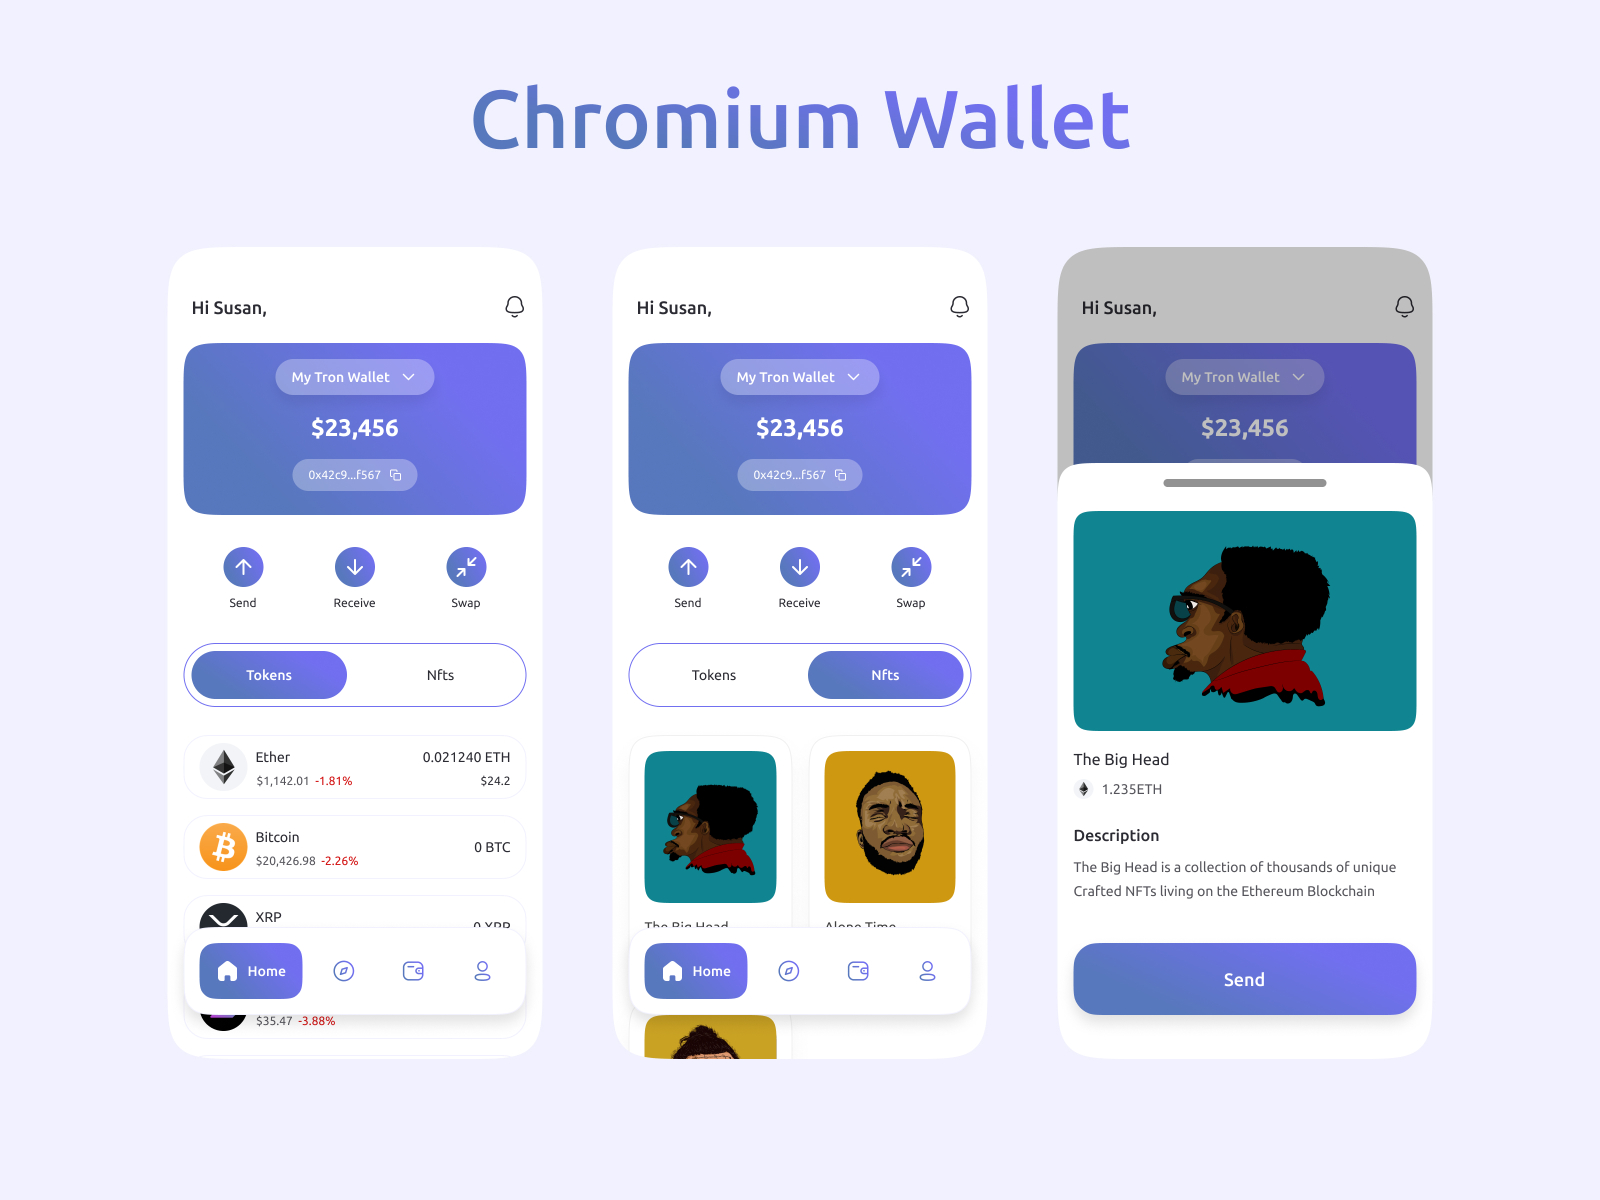 Chromium Wallet
Hi Susan,
My Tron Wallet
$23,456
0x42c9...f567
Send
Receive
Swap
Tokens
Nfts
Ether
0.021240 ETH
$1,142.01 -1.81%
$24.2
Bitcoin
$20,426.98 -2.26%
0 BTC
XRP
0 XRP
Home
$35.47 -3.88%
Hi Susan,
My Tron Wallet
$23,456
0x42c9...f567
Send
Receive
Swap
Tokens
Nfts
The Big Head
Alone Time
Home
Hi Susan,
My Tron Wallet
$23,456
The Big Head
1.235ETH
Description
The Big Head is a collection of thousands of unique
Crafted NFTs living on the Ethereum Blockchain
Send